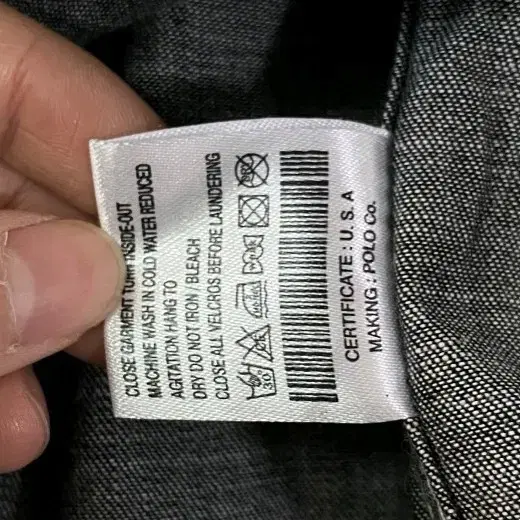 CLOSE GARMENT TURN INSIDE-OUT
MACHINE WASH IN COLD WATER REDUCED
AGITATION HANG TO
DRY DO NOT IRON / BLEACH
CLOSE ALL VELCROS BEFORE LAUNDERING
30
CERTIFICATE : U. S. A
MAKING : POLO Co.